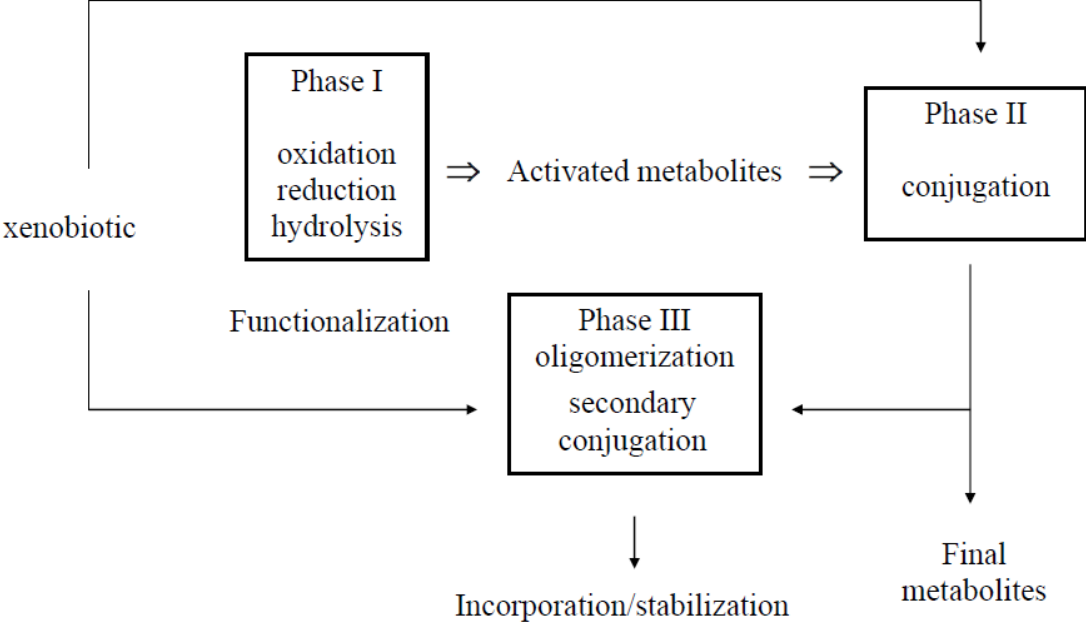 Phase I
oxidation
reduction
hydrolysis
⇒ Activated metabolites ⇒
Phase II
conjugation
xenobiotic
Functionalization
Phase III
oligomerization
secondary
conjugation
Final
metabolites
Incorporation/stabilization